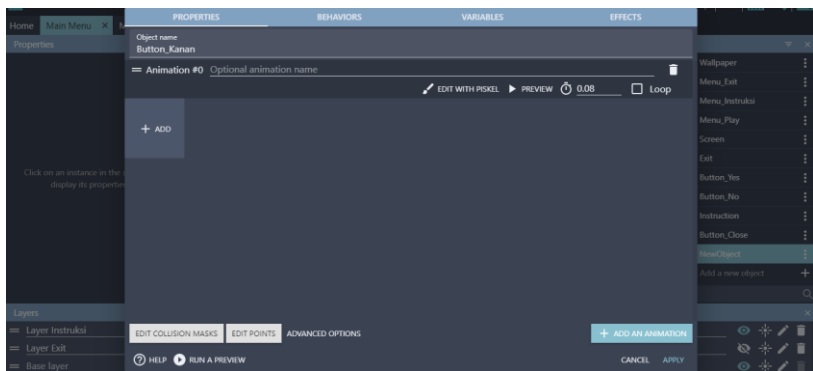 PROPERTIES BEHAVIORS VARIABLES EFFECTS
Home Main Menu × M
Properties
Object name
Button_Kanan
Animation #0 Optional animation name
EDIT WITH PISKEL PREVIEW 0.08 Loop
+ ADD
Click on an instance in the
display its propertie
Wallpaper
Menu_Exit
Menu_Instruksi
Menu_Play
Screen
Exit
Button_Yes
Button_No
Instruction
Button_Close
NewObject
Add a new object +
Layers
Layer Instruksi
Layer Exit
Base layer
EDIT COLLISION MASKS EDIT POINTS ADVANCED OPTIONS + ADD AN ANIMATION
HELP RUN A PREVIEW CANCEL APPLY